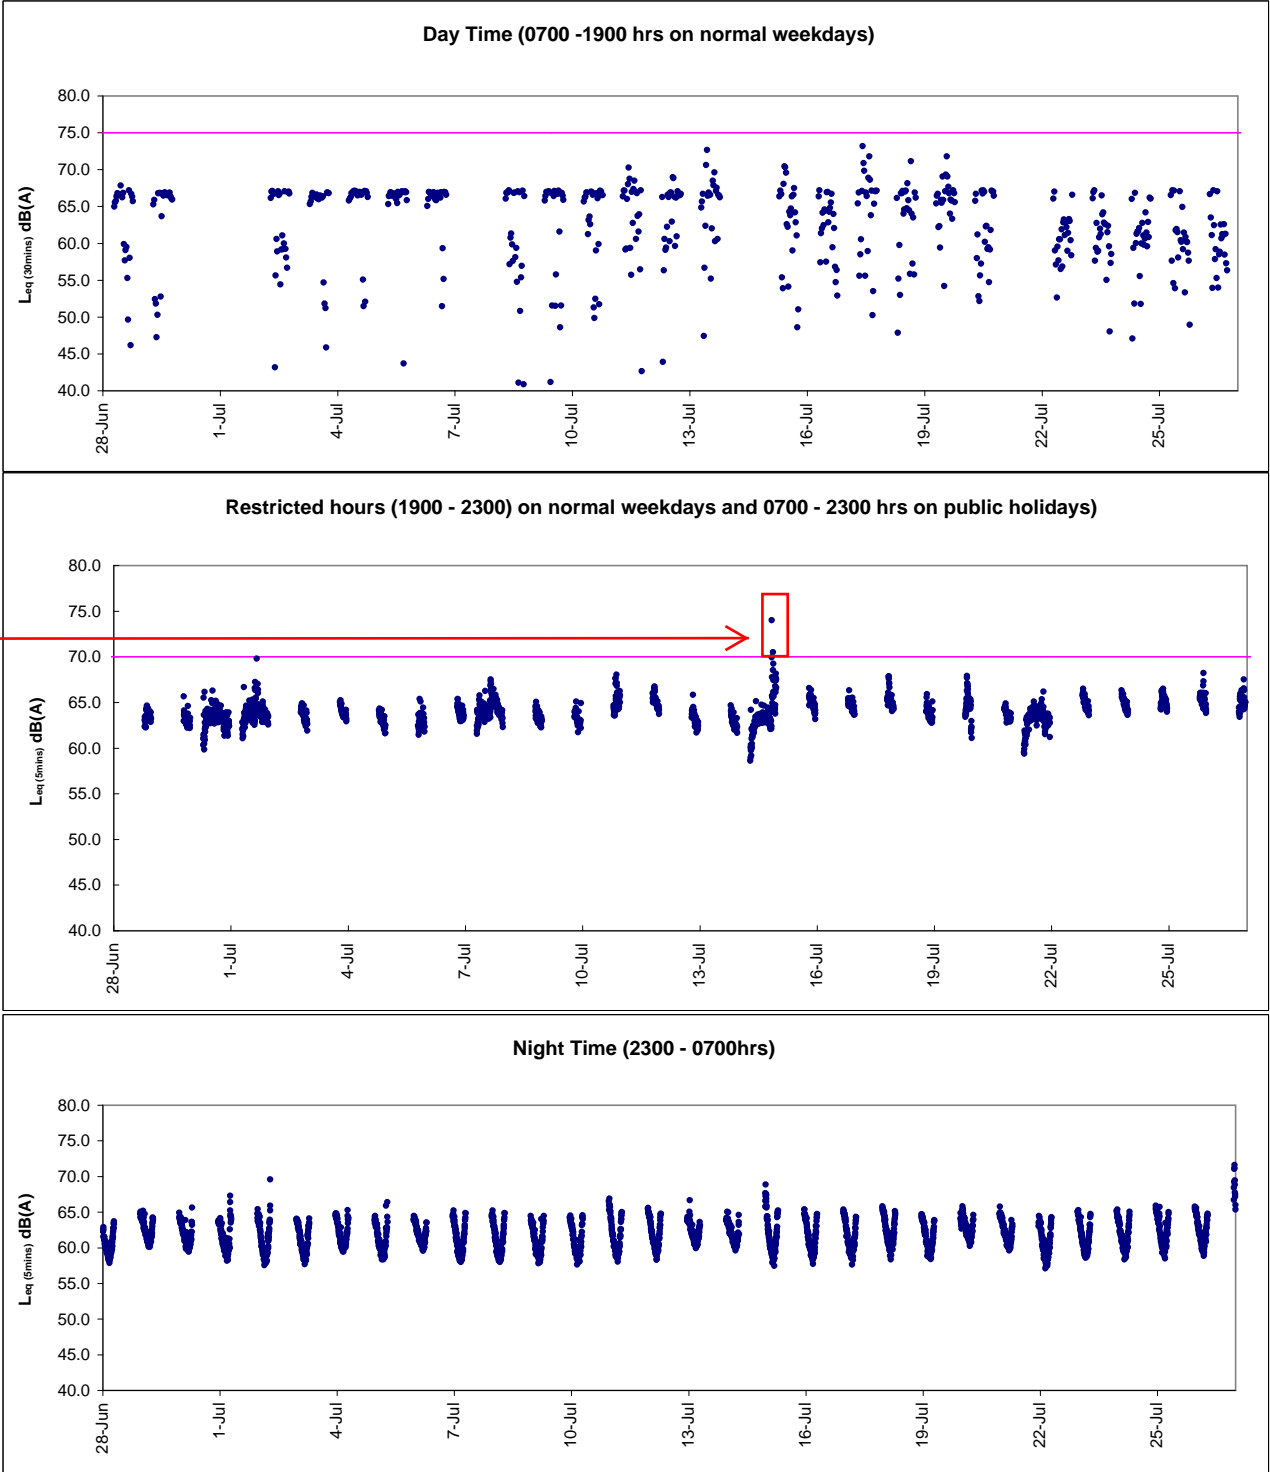 Day Time (0700 -1900 hrs on normal weekdays)
80.0
75.0
70.0
65.0
60.0
55.0
50.0
45.0
40.0
Leq (30mins) dB(A)
28-Jun
1-Jul
4-Jul
7-Jul
10-Jul
13-Jul
16-Jul
19-Jul
22-Jul
25-Jul
Restricted hours (1900 - 2300) on normal weekdays and 0700 - 2300 hrs on public holidays)
80.0
75.0
70.0
65.0
60.0
55.0
50.0
45.0
40.0
Leq (5mins) dB(A)
28-Jun
1-Jul
4-Jul
7-Jul
10-Jul
13-Jul
16-Jul
19-Jul
22-Jul
25-Jul
Night Time (2300 - 0700hrs)
80.0
75.0
70.0
65.0
60.0
55.0
50.0
45.0
40.0
Leq (5mins) dB(A)
28-Jun
1-Jul
4-Jul
7-Jul
10-Jul
13-Jul
16-Jul
19-Jul
22-Jul
25-Jul